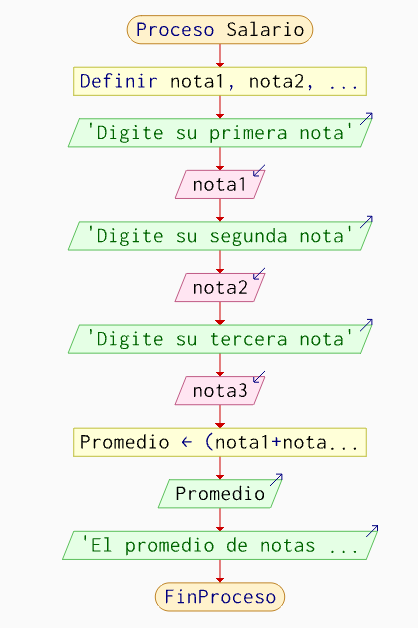 Proceso Salario
Definir nota1, nota2, ...
'Digite su primera nota'
nota1
'Digite su segunda nota'
nota2
'Digite su tercera nota'
nota3
Promedio ← (nota1+nota...
Promedio
'El promedio de notas ...
FinProceso